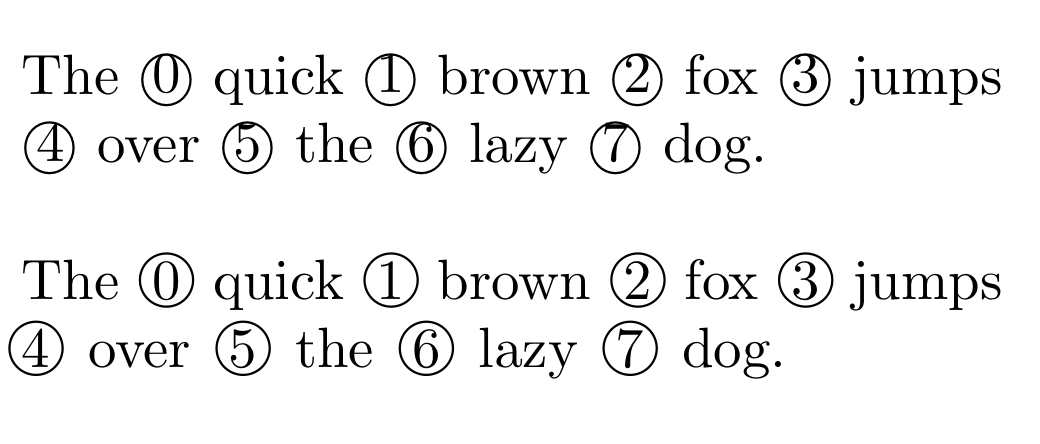 The ⓪ quick ① brown ② fox ③ jumps
④ over ⑤ the ⑥ lazy ⑦ dog.
The ⓪ quick ① brown ② fox ③ jumps
④ over ⑤ the ⑥ lazy ⑦ dog.